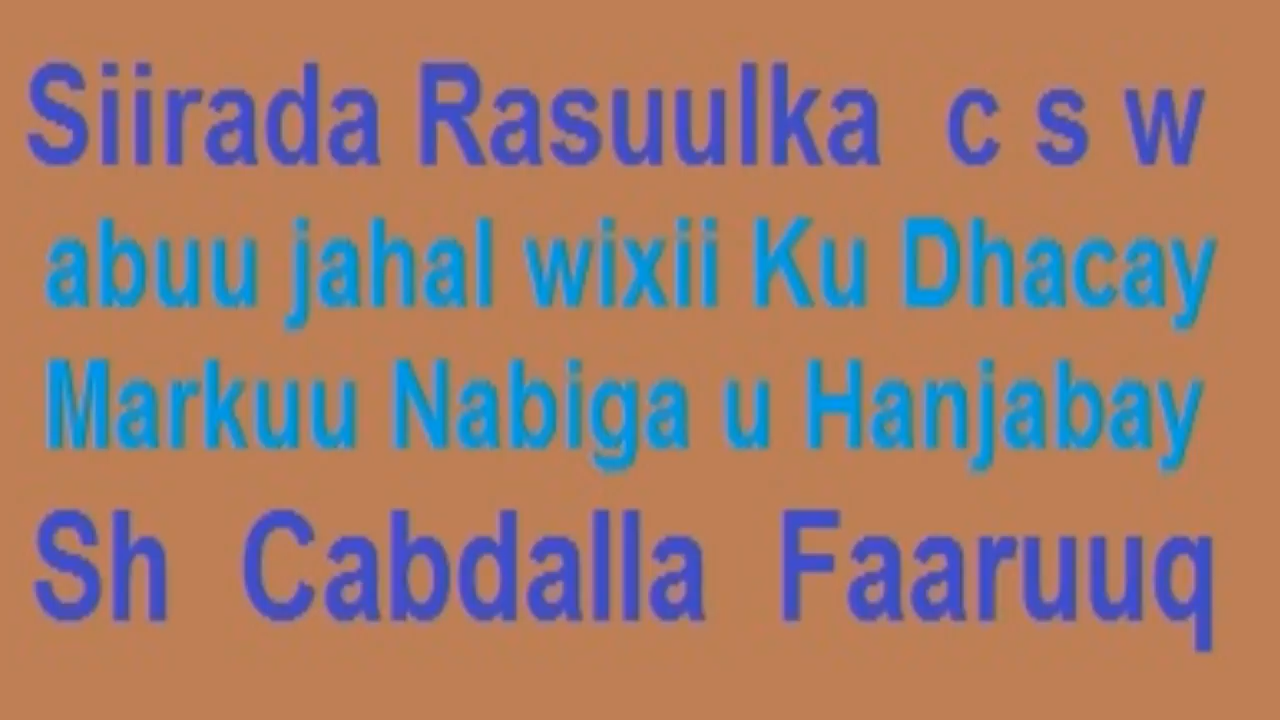 Siirada Rasuulka c s w
abuu jahal wixii Ku Dhacay
Markuu Nabiga u Hanjabay
Sh Cabdalla Faaruuq